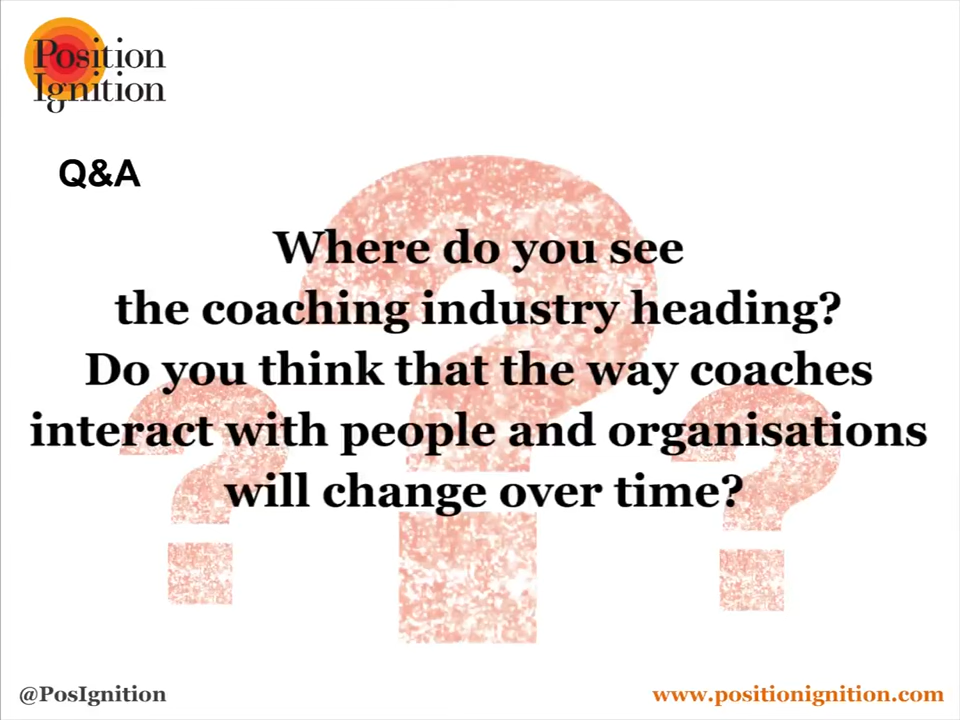 Position
Ignition
Q&A
Where do you see
the coaching industry heading?
Do you think that the way coaches
interact with people and organisations
will change over time?
@PosIgnition
www.positionignition.com